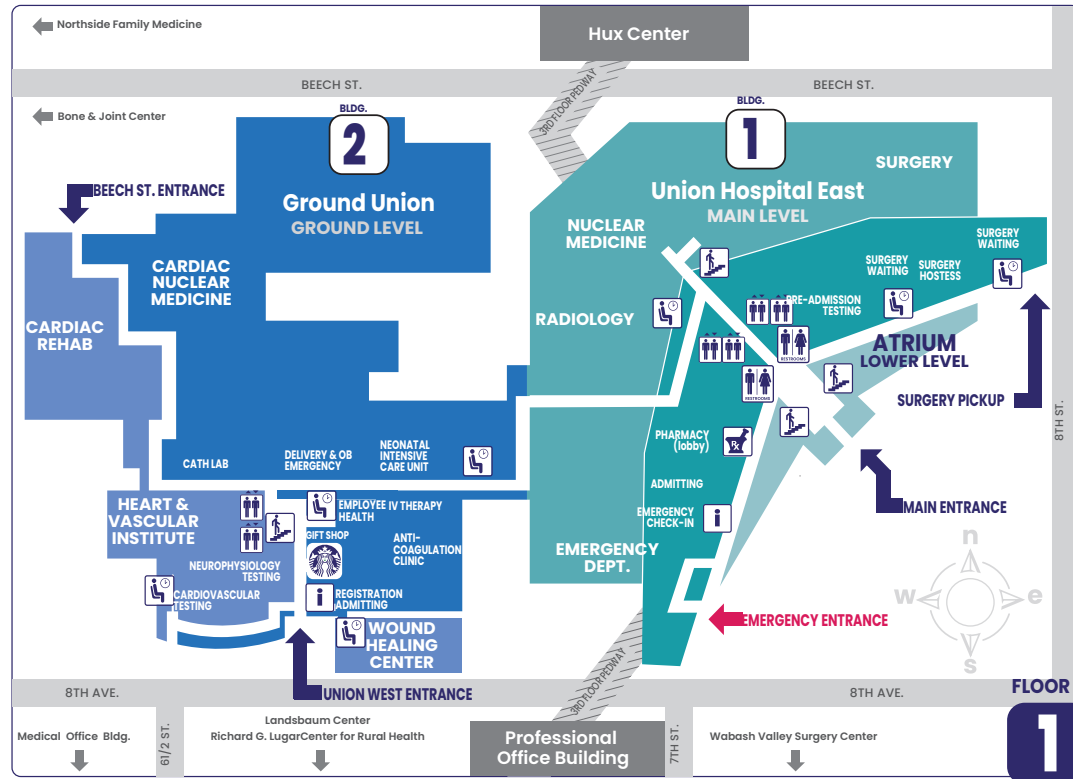 Northside Family Medicine
Hux Center
BEECH ST.
BEECH ST.
3RD FLOOR PEDWAY
Bone & Joint Center
BLDG.
2
BLDG.
1
SURGERY
BEECH ST. ENTRANCE
Ground Union
GROUND LEVEL
Union Hospital East
MAIN LEVEL
NUCLEAR
MEDICINE
SURGERY
WAITING
SURGERY
WAITING
SURGERY
HOSTESS
CARDIAC
NUCLEAR
MEDICINE
PRE-ADMISSION
TESTING
CARDIAC
REHAB
RADIOLOGY
RESTROOMS
ATRIUM
LOWER LEVEL
RESTROOMS
SURGERY PICKUP
8TH ST.
PHARMACY
(lobby)
Rx
CATH LAB
DELIVERY & OB
EMERGENCY
NEONATAL
INTENSIVE
CARE UNIT
ADMITTING
HEART &
VASCULAR
INSTITUTE
EMPLOYEE
HEALTH
IV THERAPY
EMERGENCY
CHECK-IN
i
MAIN ENTRANCE
GIFT SHOP
ANTI-
COAGULATION
CLINIC
EMERGENCY
DEPT.
n
w
e
s
NEUROPHYSIOLOGY
TESTING
CARDIOVASCULAR
TESTING
i
REGISTRATION
ADMITTING
EMERGENCY ENTRANCE
WOUND
HEALING
CENTER
3RD FLOOR PEDWAY
8TH AVE.
UNION WEST ENTRANCE
8TH AVE.
FLOOR
1
Medical Office Bldg.
61/2 ST.
Landsbaum Center
Richard G. LugarCenter for Rural Health
Professional
Office Building
7TH ST.
Wabash Valley Surgery Center